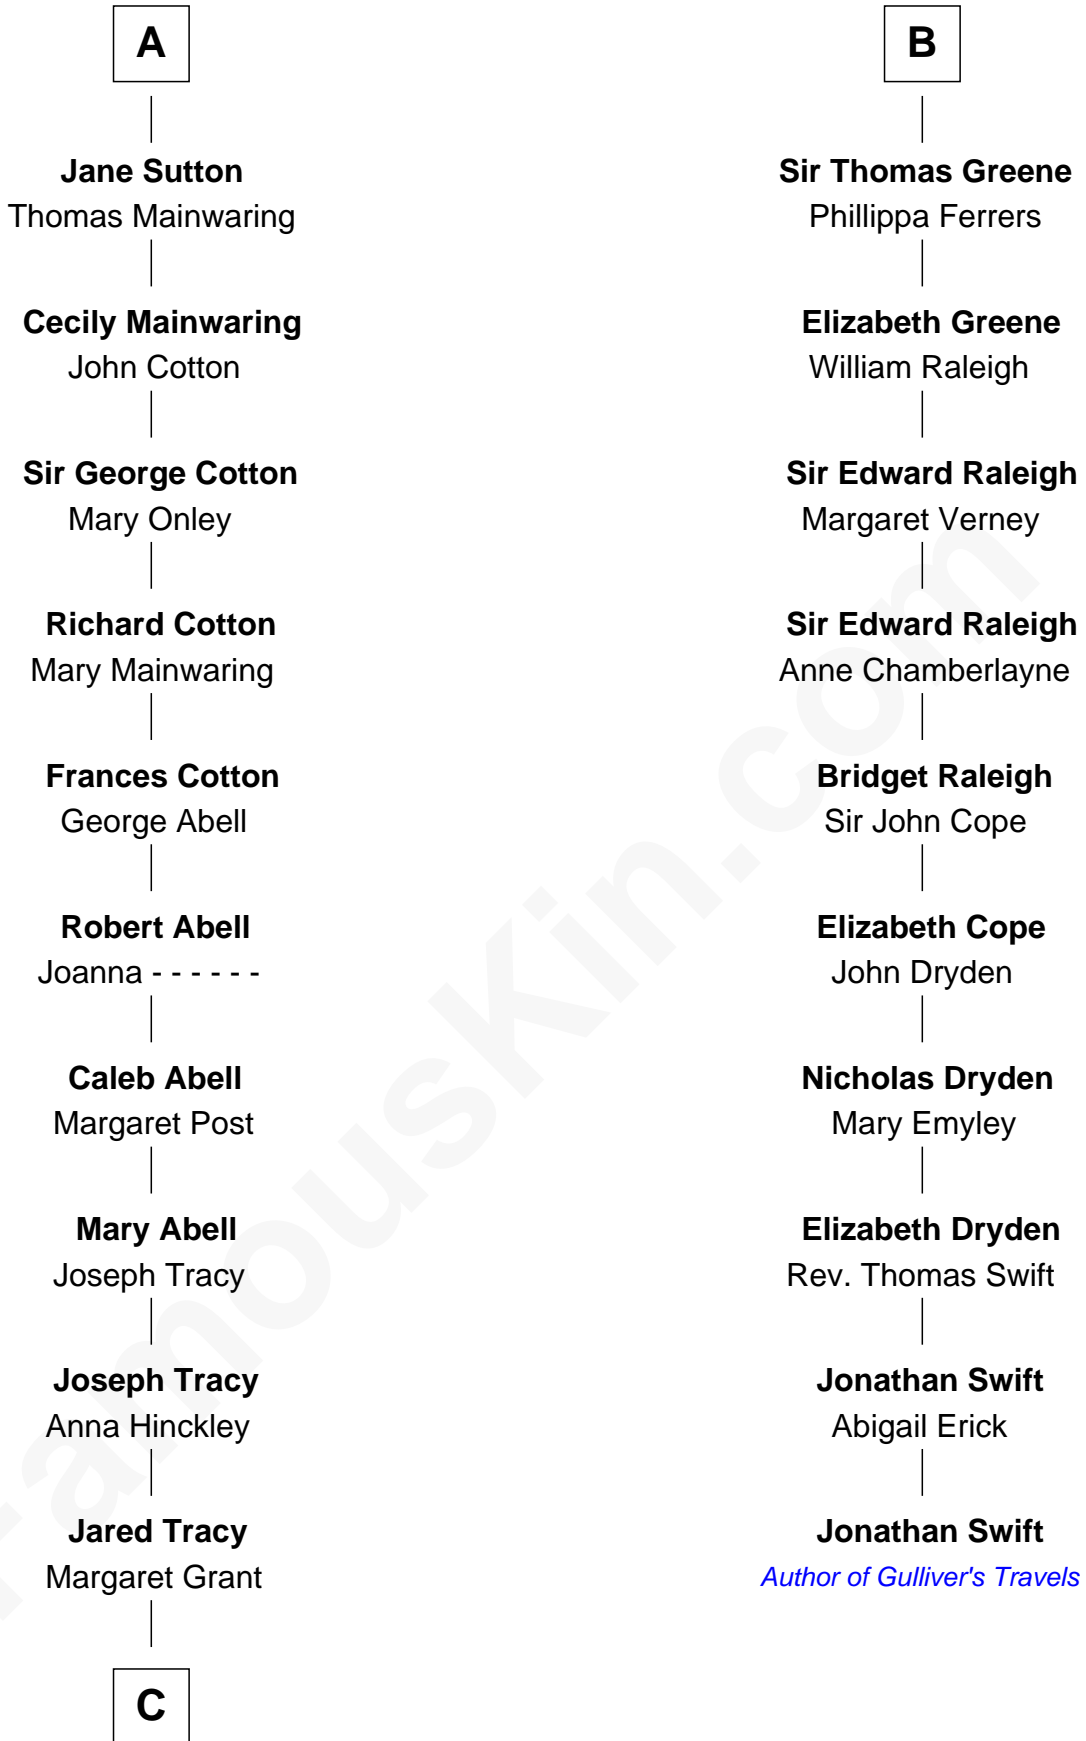 A
Jane Sutton
Thomas Mainwaring
Cecily Mainwaring
John Cotton
Sir George Cotton
Mary Onley
Richard Cotton
Mary Mainwaring
Frances Cotton
George Abell
Robert Abell
Joanna - - - - - -
Caleb Abell
Margaret Post
Mary Abell
Joseph Tracy
Joseph Tracy
Anna Hinckley
Jared Tracy
Margaret Grant
C
B
Sir Thomas Greene
Phillippa Ferrers
Elizabeth Greene
William Raleigh
Sir Edward Raleigh
Margaret Verney
Sir Edward Raleigh
Anne Chamberlayne
Bridget Raleigh
Sir John Cope
Elizabeth Cope
John Dryden
Nicholas Dryden
Mary Emyley
Elizabeth Dryden
Rev. Thomas Swift
Jonathan Swift
Abigail Erick
Jonathan Swift
Author of Gulliver's Travels
FamousKin.com